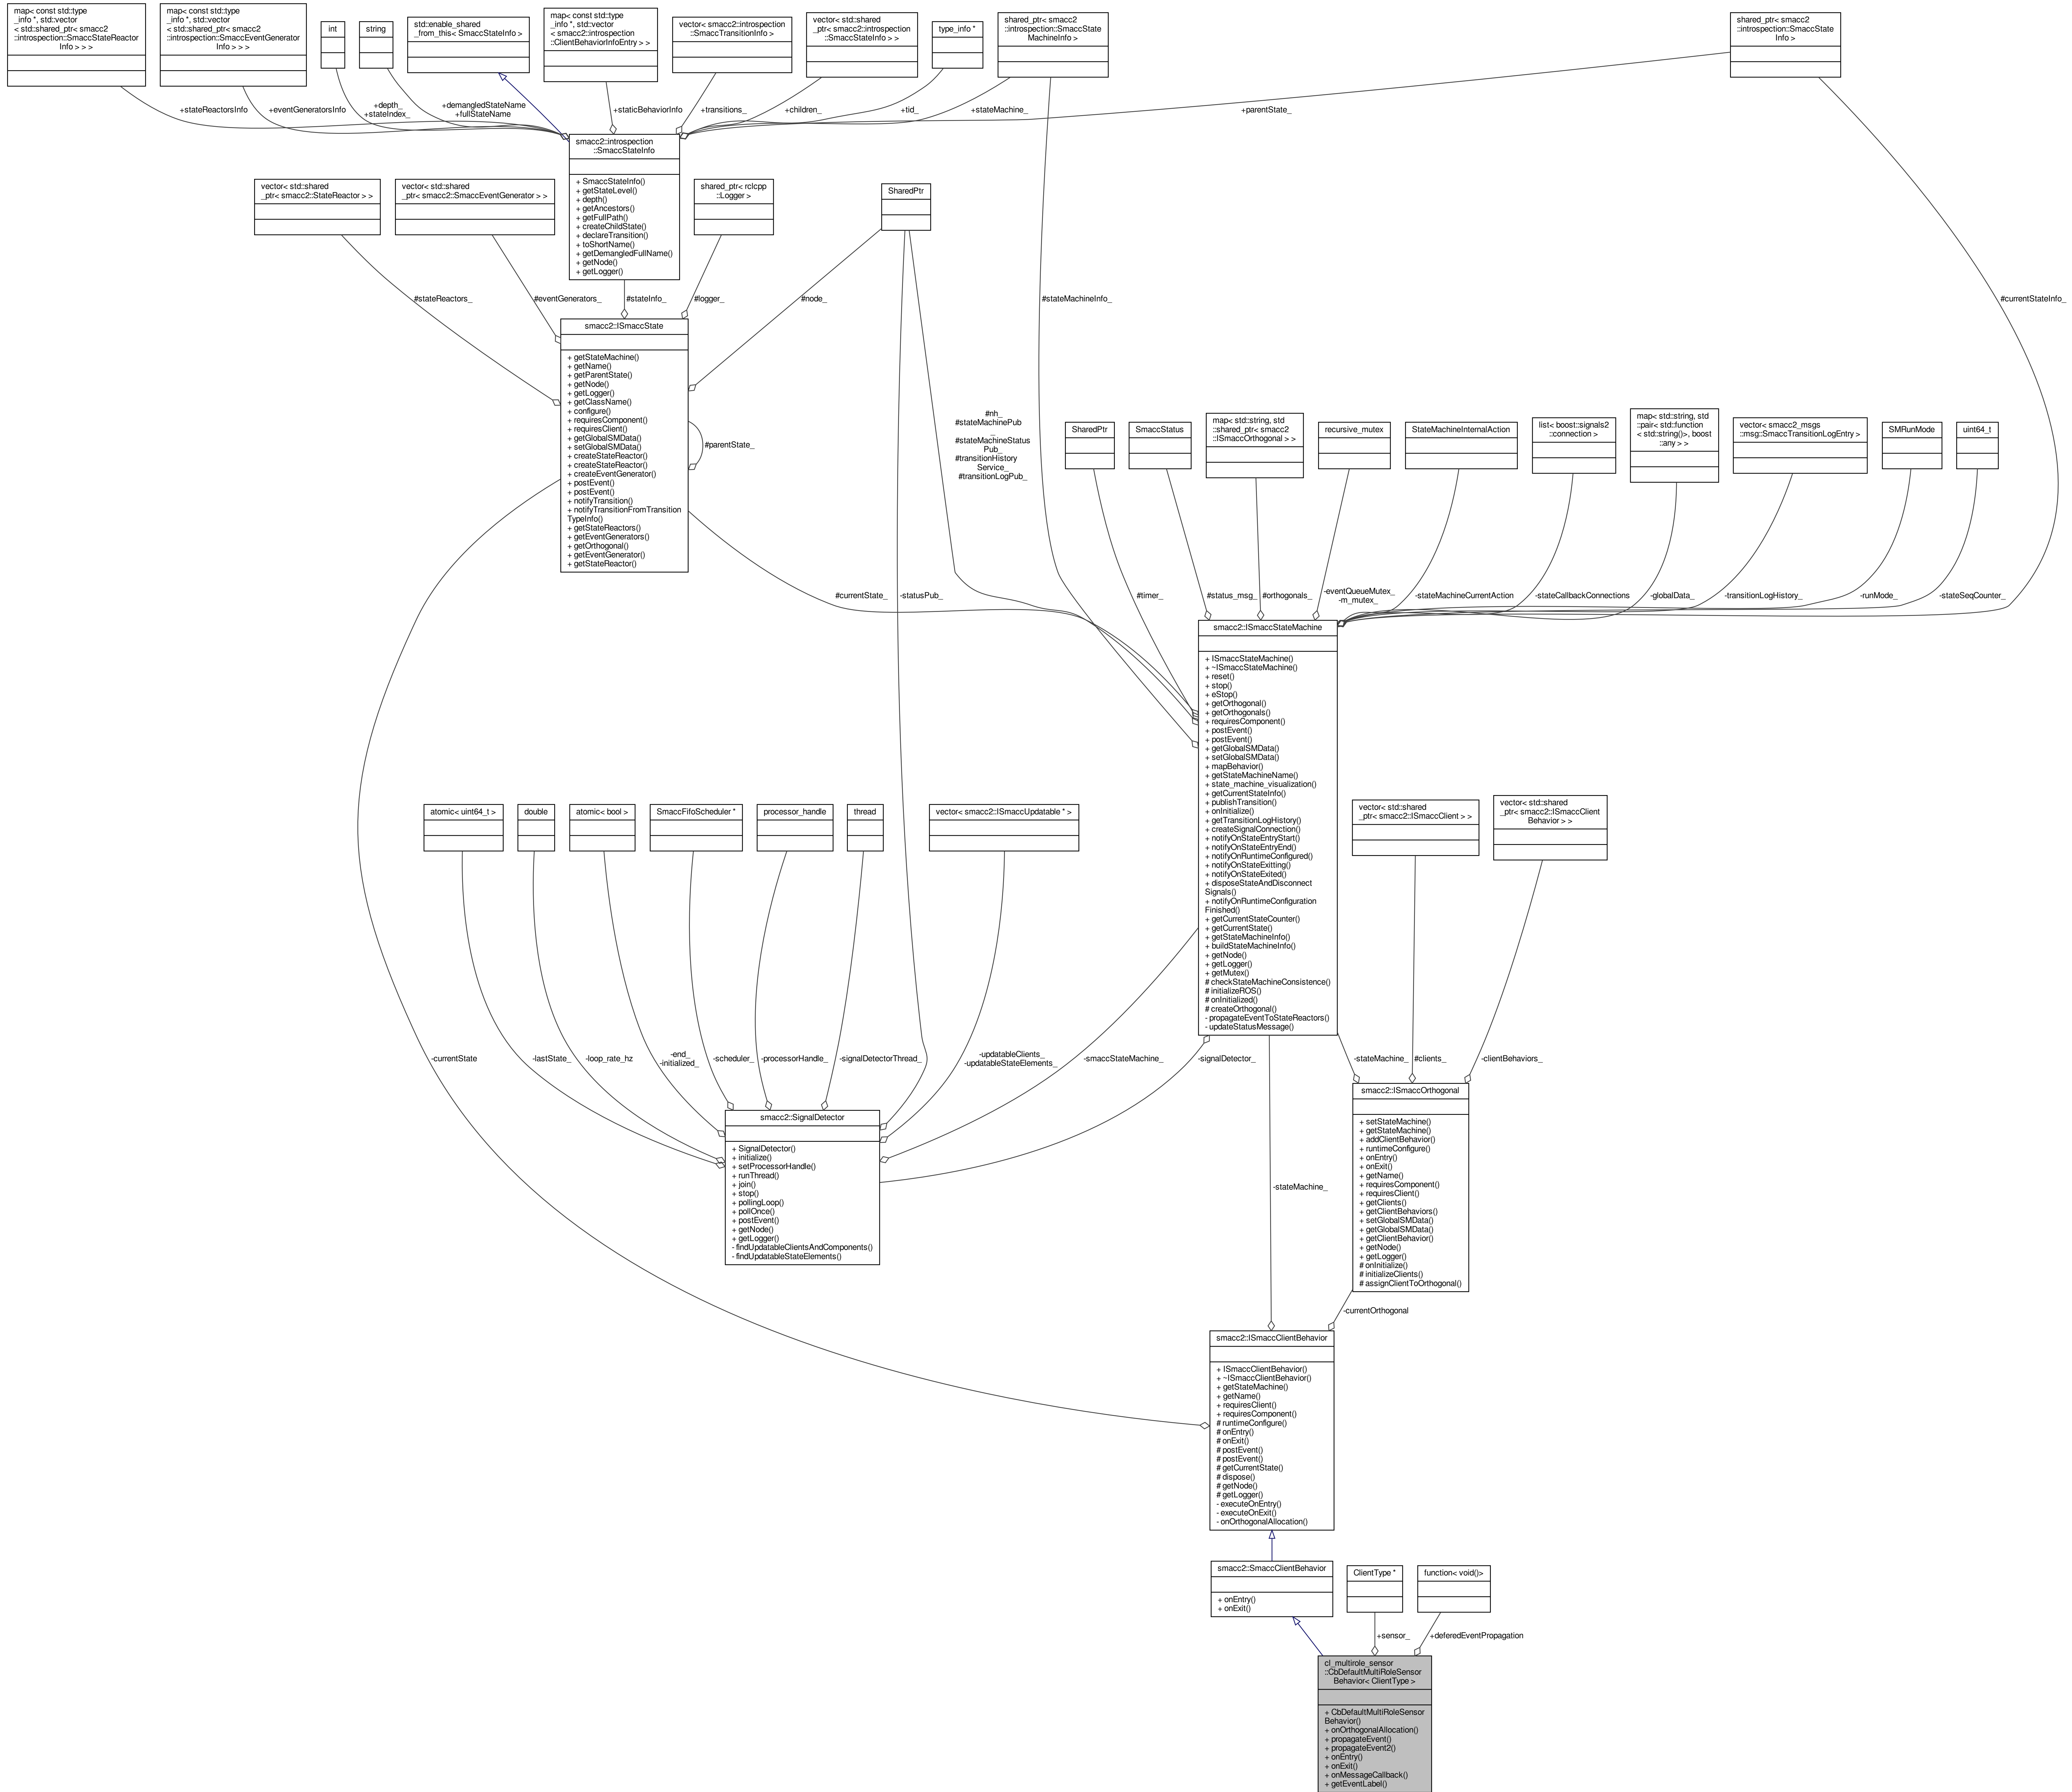 map< const std::type
_info *, std::vector
< std::shared_ptr< smacc2
::introspection::SmaccStateReactor
Info > > >
map< const std::type
_info *, std::vector
< std::shared_ptr< smacc2
::introspection::SmaccEventGenerator
Info > > >
int
string
std::enable_shared
_from_this< SmaccStateInfo >
map< const std::type
_info *, std::vector
< smacc2::introspection
::ClientBehaviorInfoEntry > >
vector< smacc2::introspection
::SmaccTransitionInfo >
vector< std::shared
_ptr< smacc2::introspection
::SmaccStateInfo > >
type_info *
shared_ptr< smacc2
::introspection::SmaccState
MachineInfo >
shared_ptr< smacc2
::introspection::SmaccState
Info >
+stateReactorsInfo
+eventGeneratorsInfo
+depth_
+stateIndex_
+demangledStateName
+fullStateName
+staticBehaviorInfo
+transitions_
+children_
+tid_
+stateMachine_
+parentState_
smacc2::introspection
::SmaccStateInfo
+ SmaccStateInfo()
+ getStateLevel()
+ depth()
+ getAncestors()
+ getFullPath()
+ createChildState()
+ declareTransition()
+ toShortName()
+ getDemangledFullName()
+ getNode()
+ getLogger()
vector< std::shared
_ptr< smacc2::StateReactor > >
vector< std::shared
_ptr< smacc2::SmaccEventGenerator > >
shared_ptr< rclcpp
::Logger >
SharedPtr
#stateReactors_
#eventGenerators_
#stateInfo_
#logger_
#node_
#stateMachineInfo_
#currentStateInfo_
smacc2::ISmaccState
+ getStateMachine()
+ getName()
+ getParentState()
+ getNode()
+ getLogger()
+ getClassName()
+ configure()
+ requiresComponent()
+ requiresClient()
+ getGlobalSMData()
+ setGlobalSMData()
+ createStateReactor()
+ createStateReactor()
+ createEventGenerator()
+ postEvent()
+ postEvent()
+ notifyTransition()
+ notifyTransitionFromTransition
TypeInfo()
+ getStateReactors()
+ getEventGenerators()
+ getOrthogonal()
+ getEventGenerator()
+ getStateReactor()
#parentState_
#nh_
#stateMachinePub
_
#stateMachineStatus
Pub_
#transitionHistory
Service_
#transitionLogPub_
SharedPtr
SmaccStatus
map< std::string, std
::shared_ptr< smacc2
::ISmaccOrthogonal > >
recursive_mutex
StateMachineInternalAction
list< boost::signals2
::connection >
map< std::string, std
::pair< std::function
< std::string()>, boost
::any > >
vector< smacc2_msgs
::msg::SmaccTransitionLogEntry >
SMRunMode
uint64_t
#currentState_
-statusPub_
#timer_
#status_msg_
#orthogonals_
-eventQueueMutex_
-m_mutex_
-stateMachineCurrentAction
-stateCallbackConnections
-globalData_
-transitionLogHistory_
-runMode_
-stateSeqCounter_
smacc2::ISmaccStateMachine
+ ISmaccStateMachine()
+ ~ISmaccStateMachine()
+ reset()
+ stop()
+ eStop()
+ getOrthogonal()
+ getOrthogonals()
+ requiresComponent()
+ postEvent()
+ postEvent()
+ getGlobalSMData()
+ setGlobalSMData()
+ mapBehavior()
+ getStateMachineName()
+ state_machine_visualization()
+ getCurrentStateInfo()
+ publishTransition()
+ onInitialize()
+ getTransitionLogHistory()
+ createSignalConnection()
+ notifyOnStateEntryStart()
+ notifyOnStateEntryEnd()
+ notifyOnRuntimeConfigured()
+ notifyOnStateExitting()
+ notifyOnStateExited()
+ disposeStateAndDisconnect
Signals()
+ notifyOnRuntimeConfiguration
Finished()
+ getCurrentStateCounter()
+ getCurrentState()
+ getStateMachineInfo()
+ buildStateMachineInfo()
+ getNode()
+ getLogger()
+ getMutex()
# checkStateMachineConsistence()
# initializeROS()
# onInitialized()
# createOrthogonal()
- propagateEventToStateReactors()
- updateStatusMessage()
atomic< uint64_t >
double
atomic< bool >
SmaccFifoScheduler *
processor_handle
thread
vector< smacc2::ISmaccUpdatable * >
vector< std::shared
_ptr< smacc2::ISmaccClient > >
vector< std::shared
_ptr< smacc2::ISmaccClient
Behavior > >
-currentState
-lastState_
-loop_rate_hz
-end_
-initialized_
-scheduler_
-processorHandle_
-signalDetectorThread_
-updatableClients_
-updatableStateElements_
-smaccStateMachine_
-signalDetector_
-stateMachine_
#clients_
-clientBehaviors_
smacc2::SignalDetector
+ SignalDetector()
+ initialize()
+ setProcessorHandle()
+ runThread()
+ join()
+ stop()
+ pollingLoop()
+ pollOnce()
+ postEvent()
+ getNode()
+ getLogger()
- findUpdatableClientsAndComponents()
- findUpdatableStateElements()
smacc2::ISmaccOrthogonal
+ setStateMachine()
+ getStateMachine()
+ addClientBehavior()
+ runtimeConfigure()
+ onEntry()
+ onExit()
+ getName()
+ requiresComponent()
+ requiresClient()
+ getClients()
+ getClientBehaviors()
+ setGlobalSMData()
+ getGlobalSMData()
+ getClientBehavior()
+ getNode()
+ getLogger()
# onInitialize()
# initializeClients()
# assignClientToOrthogonal()
-stateMachine_
-currentOrthogonal
smacc2::ISmaccClientBehavior
+ ISmaccClientBehavior()
+ ~ISmaccClientBehavior()
+ getStateMachine()
+ getName()
+ requiresClient()
+ requiresComponent()
# runtimeConfigure()
# onEntry()
# onExit()
# postEvent()
# postEvent()
# getCurrentState()
# dispose()
# getNode()
# getLogger()
- executeOnEntry()
- executeOnExit()
- onOrthogonalAllocation()
smacc2::SmaccClientBehavior
+ onEntry()
+ onExit()
ClientType *
function< void()>
+sensor_
+deferedEventPropagation
cl_multirole_sensor
::CbDefaultMultiRoleSensor
Behavior< ClientType >
+ CbDefaultMultiRoleSensor
Behavior()
+ onOrthogonalAllocation()
+ propagateEvent()
+ propagateEvent2()
+ onEntry()
+ onExit()
+ onMessageCallback()
+ getEventLabel()